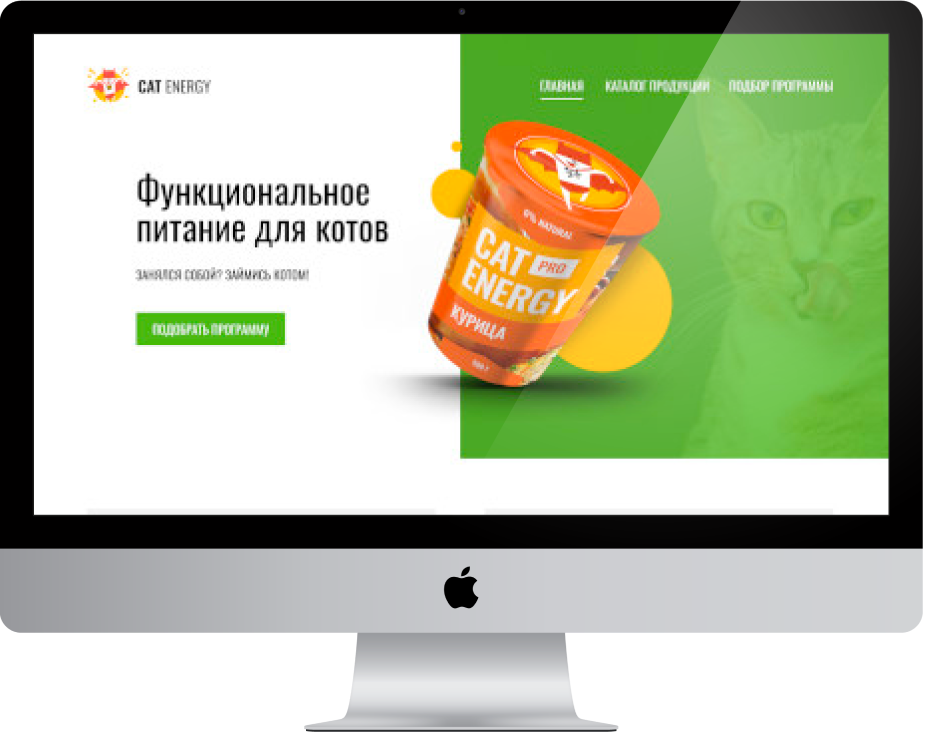 CAT ENERGY
ГЛАВНАЯ КАТАЛОГ ПРОДУКЦИИ ПОДБОР ПРОГРАММЫ
Функциональное
питание для котов
ЗАНЯЛСЯ СОБОЙ? ЗАЙМИСЬ КОТОМ!
ПОДОБРАТЬ ПРОГРАММУ
NATURAL
CAT PRO
ENERGY
КУРИЦА